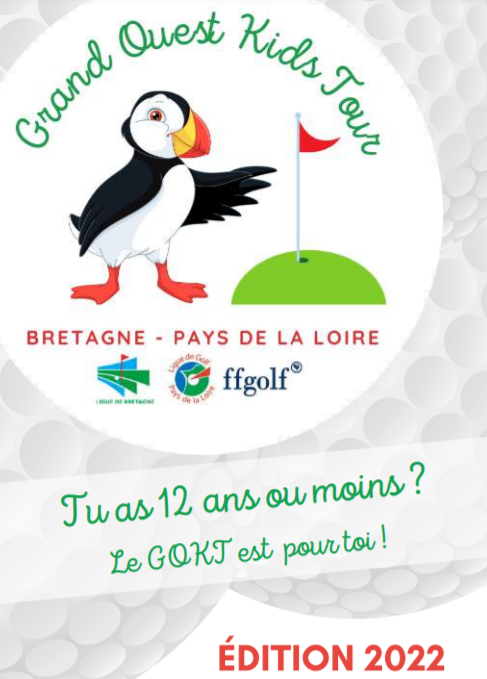 Grand Ouest Kids Tour
BRETAGNE - PAYS DE LA LOIRE
LIGUE DE BRETAGNE
Ligue de Golf
Pays de la Loire
ffgolf®
Tu as 12 ans ou moins ?
Le GOKT est pour toi !
ÉDITION 2022